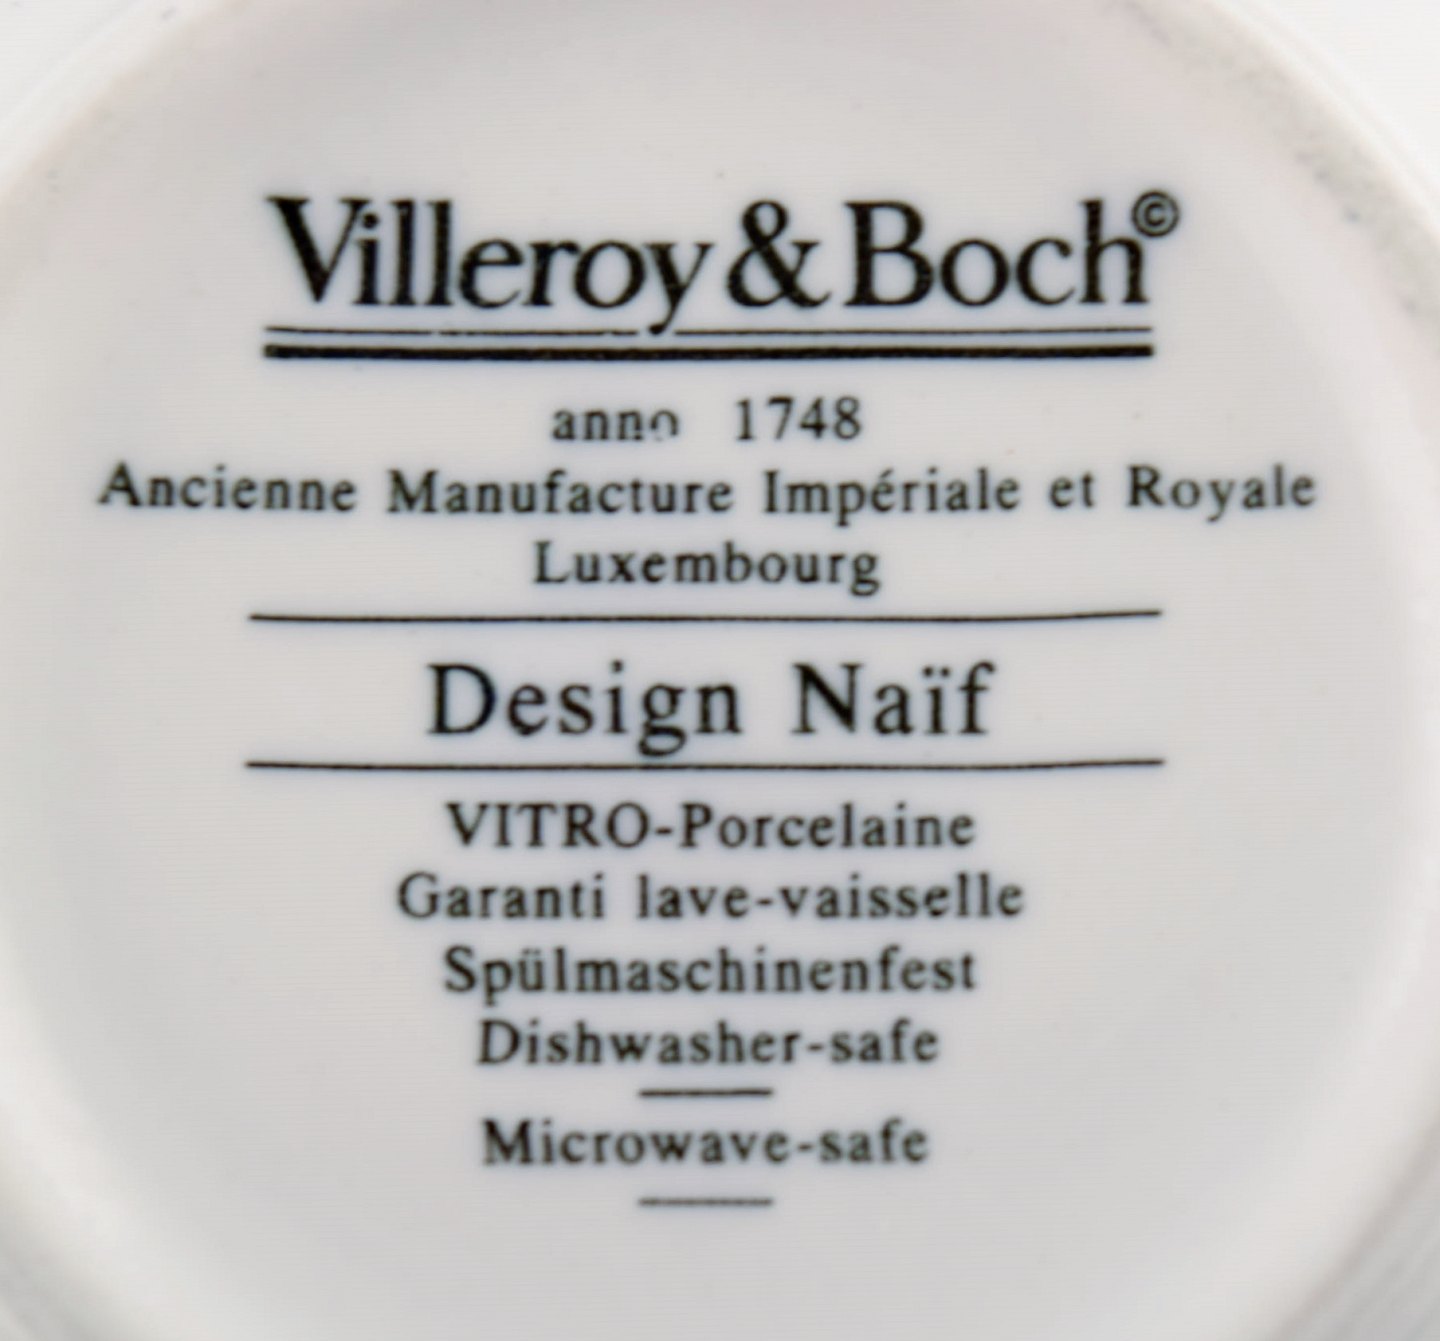 Villeroy & Boch©
anno 1748
Ancienne Manufacture Impériale et Royale
Luxembourg
Design Naïf
VITRO-Porcelaine
Garanti lave-vaisselle
Spülmaschinenfest
Dishwasher-safe
Microwave-safe